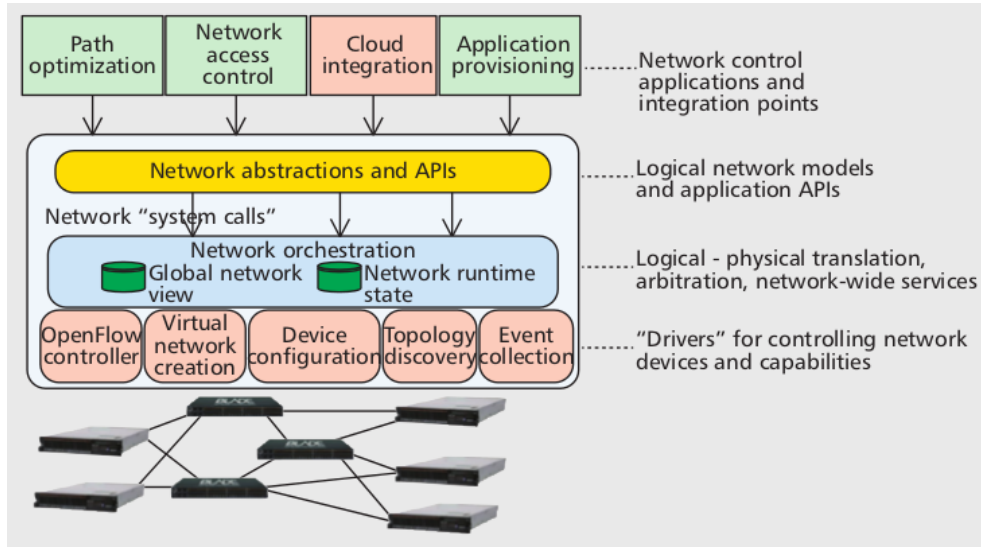 Path
optimization
Network
access
control
Cloud
integration
Application
provisioning
Network control
applications and
integration points
Network abstractions and APIs
Logical network models
and application APIs
Network “system calls”
Network orchestration
Global network
view
Network runtime
state
Logical - physical translation,
arbitration, network-wide services
OpenFlow
controller
Virtual
network
creation
Device
configuration
Topology
discovery
Event
collection
“Drivers” for controlling network
devices and capabilities
BLADE
BLADE
BLADE